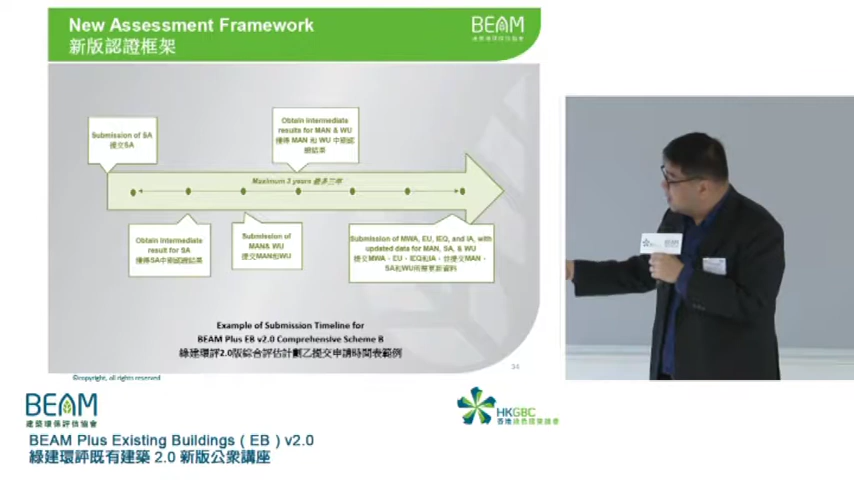 New Assessment Framework
新版認證框架
BEAM
建築環保評估協會
Submission of SA
提交SA
Obtain Intermediate
results for MAN & WU
獲得 MAN 和 WU 中期認
證結果
Maximum 3 years 最多三年
Obtain Intermediate
result for SA
獲得SA中期認證結果
Submission of
MAN& WU
提交MAN和WU
Submission of MWA, EU, IEQ, and IA, with
updated data for MAN, SA, & WU
提交MWA、EU、IEQ和IA，並提交MAN、
SA和WU所需更新資料
Example of Submission Timeline for
BEAM Plus EB v2.0 Comprehensive Scheme B
綠建環評2.0版綜合評估計劃乙提交申請時間表範例
34
©copyright, all rights reserved
BEAM
建築環保評估協會
HKGBC
香港綠色建築議會
BEAM Plus Existing Buildings ( EB ) v2.0
綠建環評既有建築 2.0 新版公眾講座
BEAM